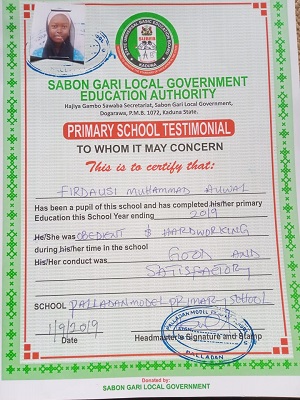 SABON GARI LOCAL GOVERNMENT
EDUCATION AUTHORITY
Hajiya Gambo Sawaba Secretariat, Sabon Gari Local Government,
Dogarawa, P.M.B. 1072, Kaduna State.
PRIMARY SCHOOL TESTIMONIAL
TO WHOM IT MAY CONCERN
This is to certify that:
FIRDAUSI MUHAMMAD AUWAL
Has been a pupil of this school and has completed his/her primary
Education this School Year ending 2019
He/She was OBEDIENT & HARDWORKING
during his/her time in the school
His/Her conduct was GOOD AND
SATISFACTORY
SCHOOL PALLADAN MODEL PRIMARY SCHOOL
1/9/2019
Date Headmaster's Signature and Stamp
PALLADAN
Donated by:
SABON GARI LOCAL GOVERNMENT